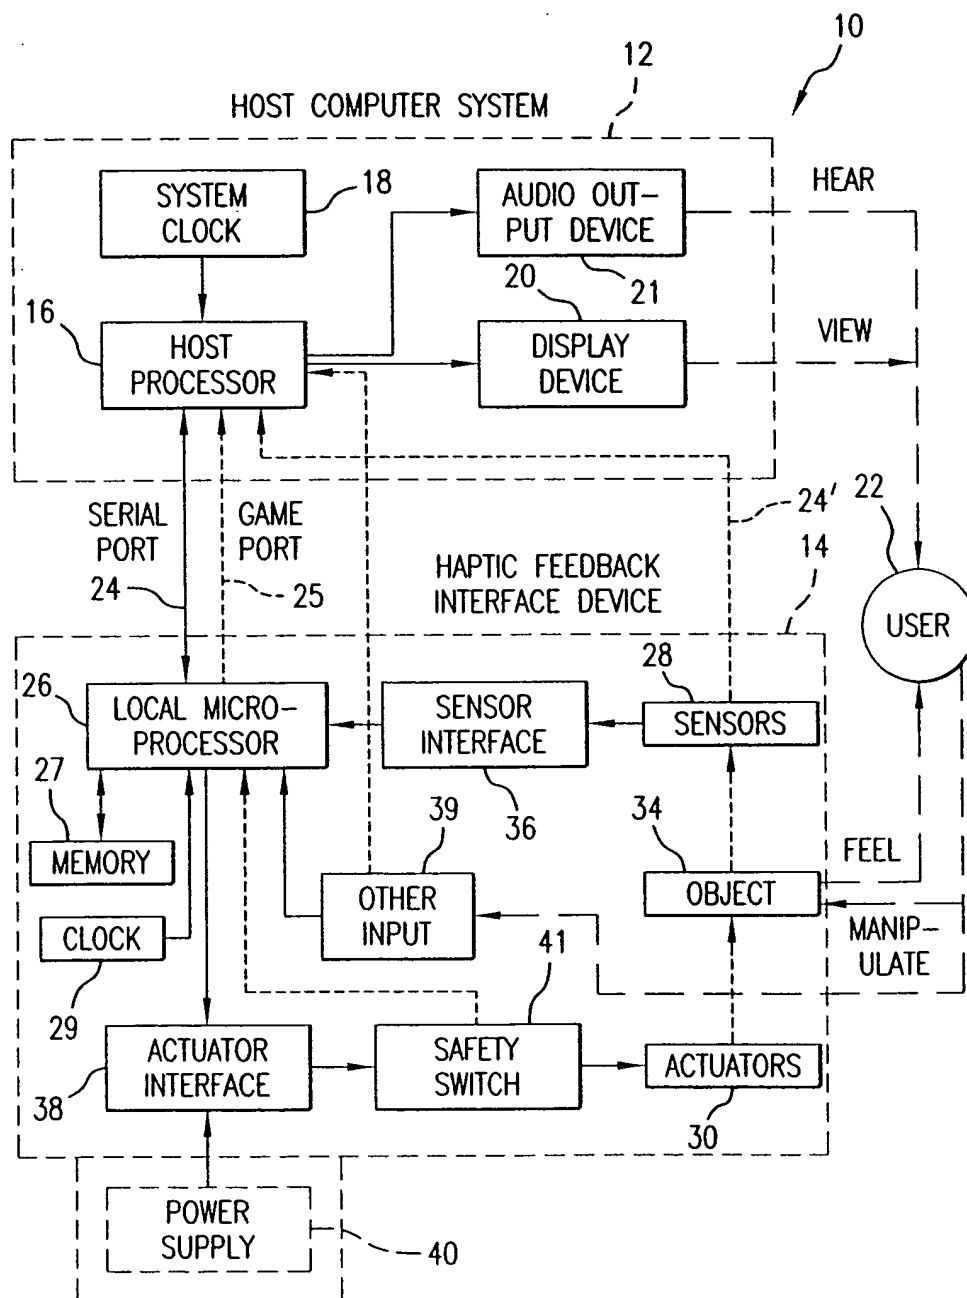 10
12
HOST COMPUTER SYSTEM
SYSTEM
CLOCK
18
AUDIO OUT-
PUT DEVICE
HEAR
21
20
16
HOST
PROCESSOR
DISPLAY
DEVICE
VIEW
SERIAL
PORT
GAME
PORT
24
25
24'
22
HAPTIC FEEDBACK
INTERFACE DEVICE
14
USER
26
LOCAL MICRO-
PROCESSOR
SENSOR
INTERFACE
28
SENSORS
27
36
34
MEMORY
39
OTHER
INPUT
OBJECT
FEEL
CLOCK
29
41
MANIP-
ULATE
ACTUATOR
INTERFACE
SAFETY
SWITCH
ACTUATORS
38
30
POWER
SUPPLY
40